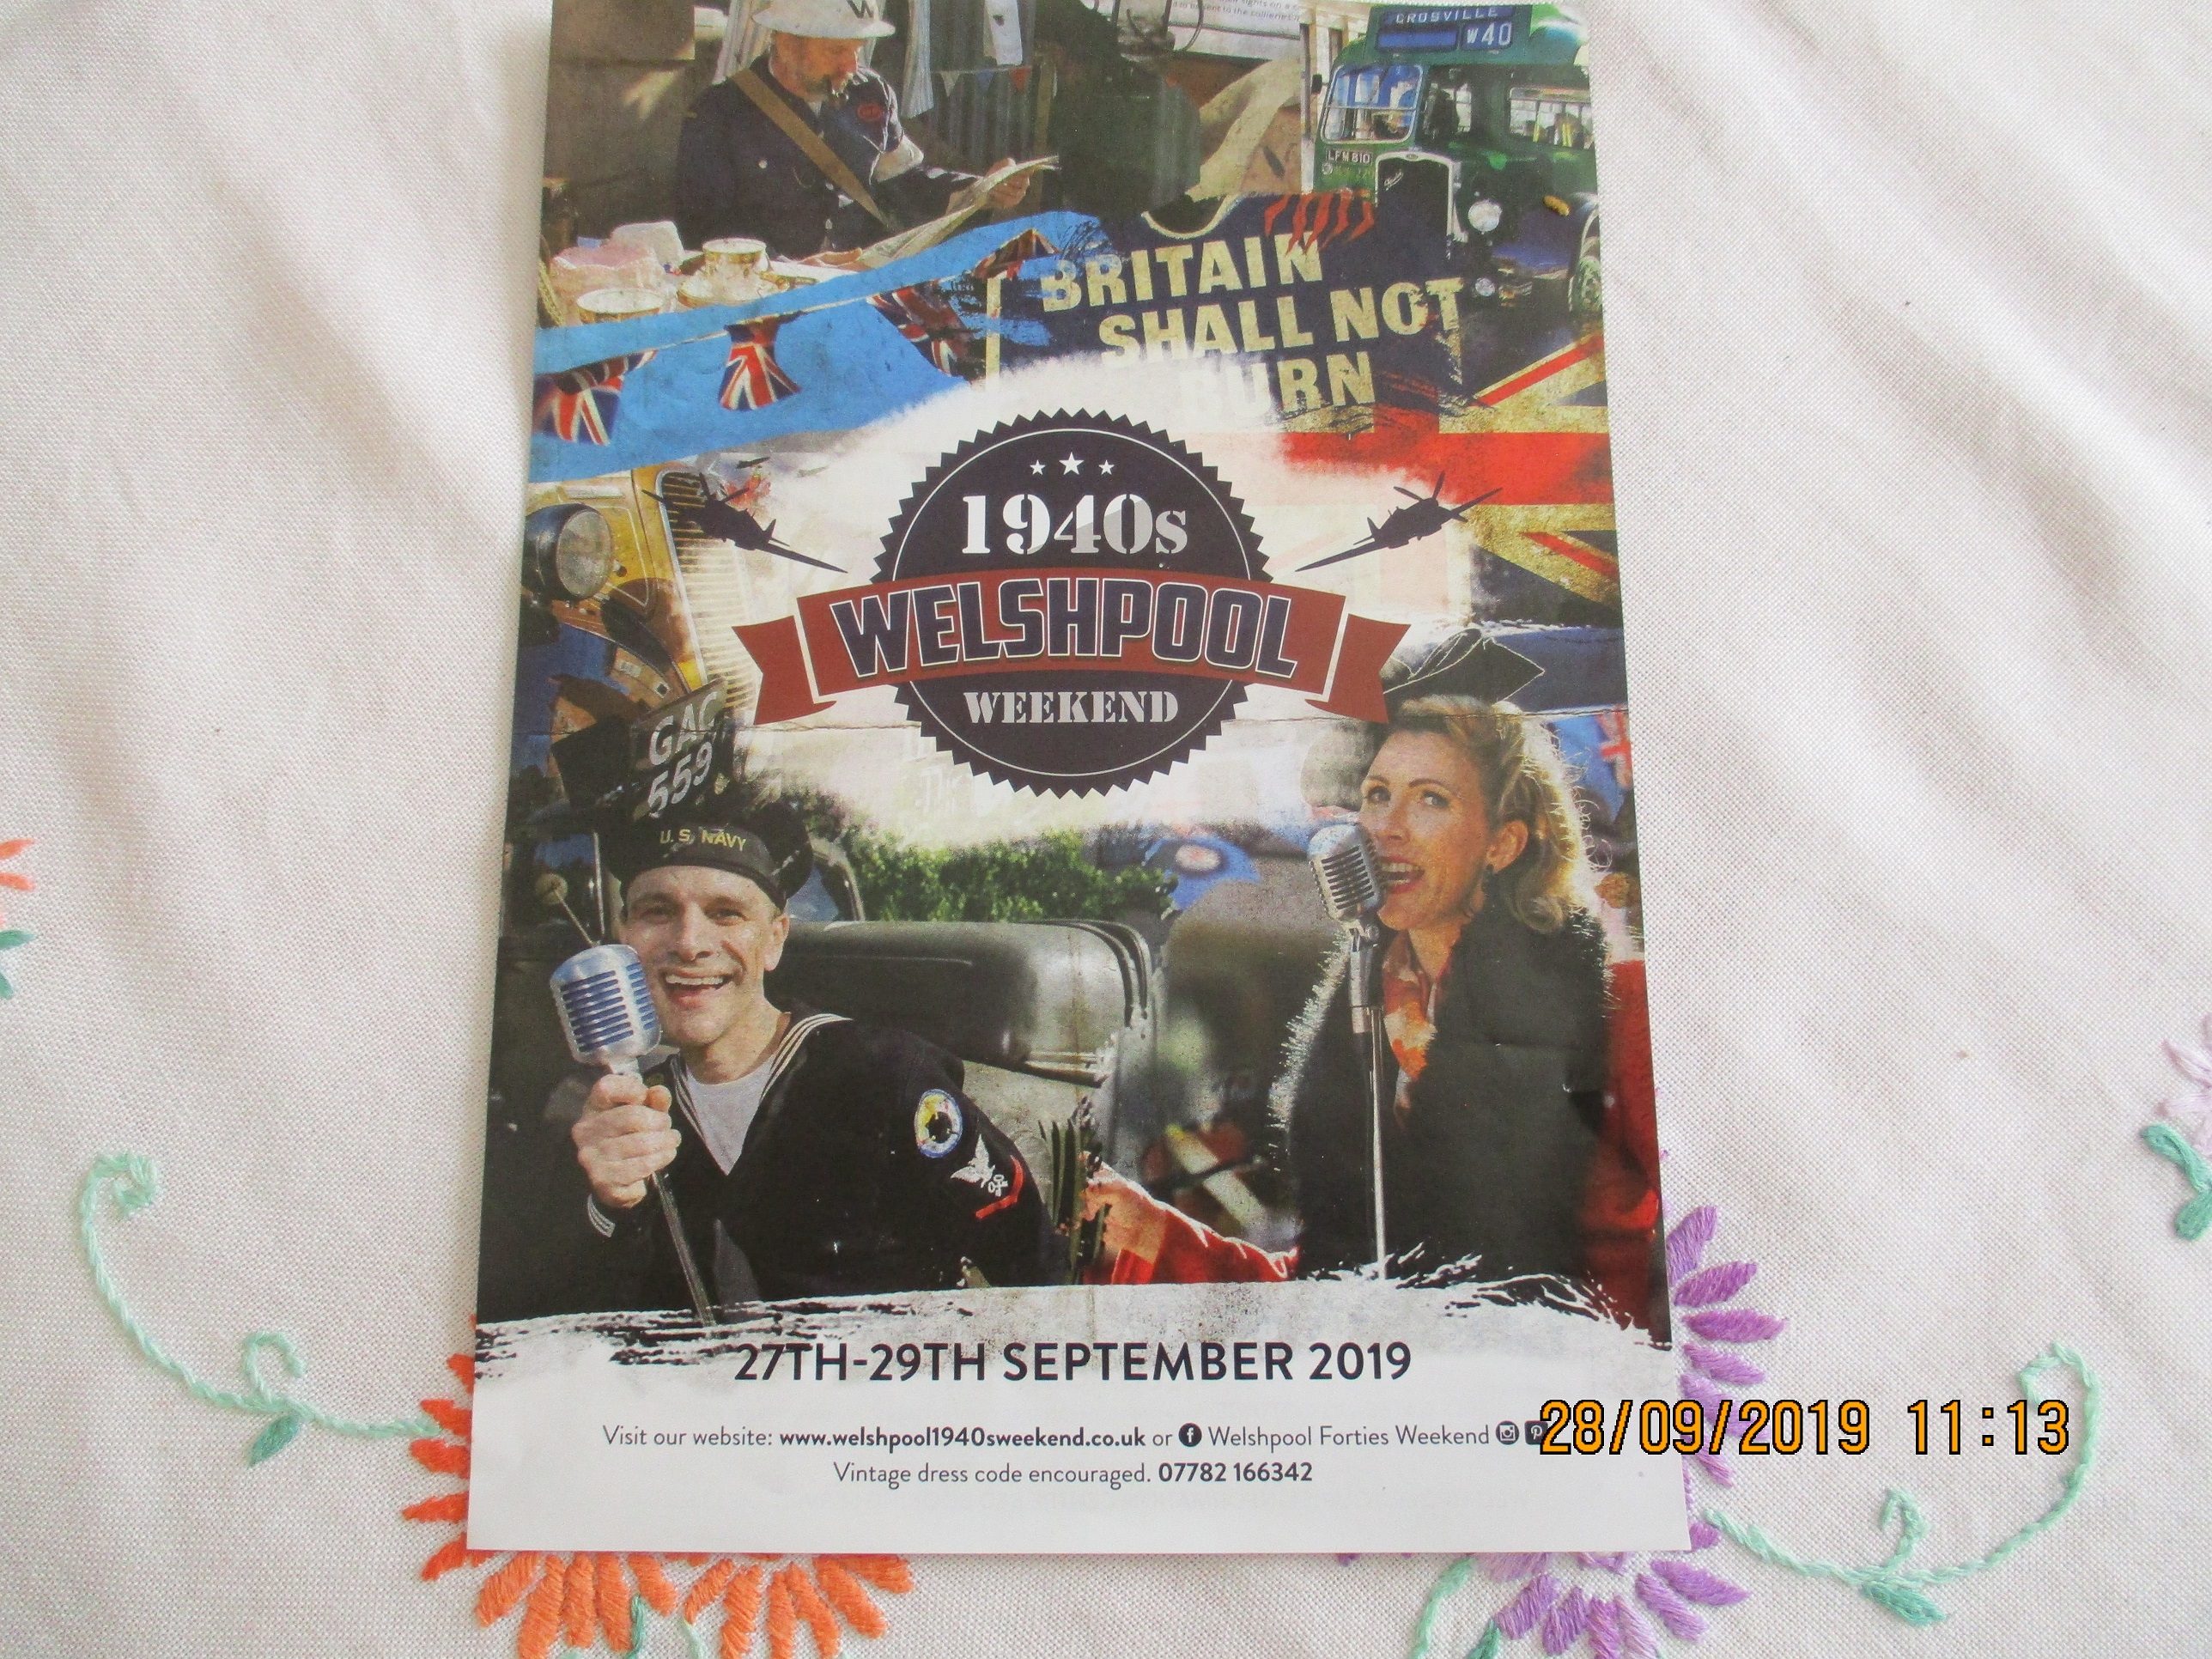 W
CROSVILLE
W40
LFM 810
BRITAIN
SHALL NOT
BURN
1940s
WELSHPOOL
WEEKEND
GAC
559
U.S. NAVY
27TH-29TH SEPTEMBER 2019
Visit our website: www.welshpool1940sweekend.co.uk or Welshpool Forties Weekend
28/09/2019 11:13
Vintage dress code encouraged. 07782 166342